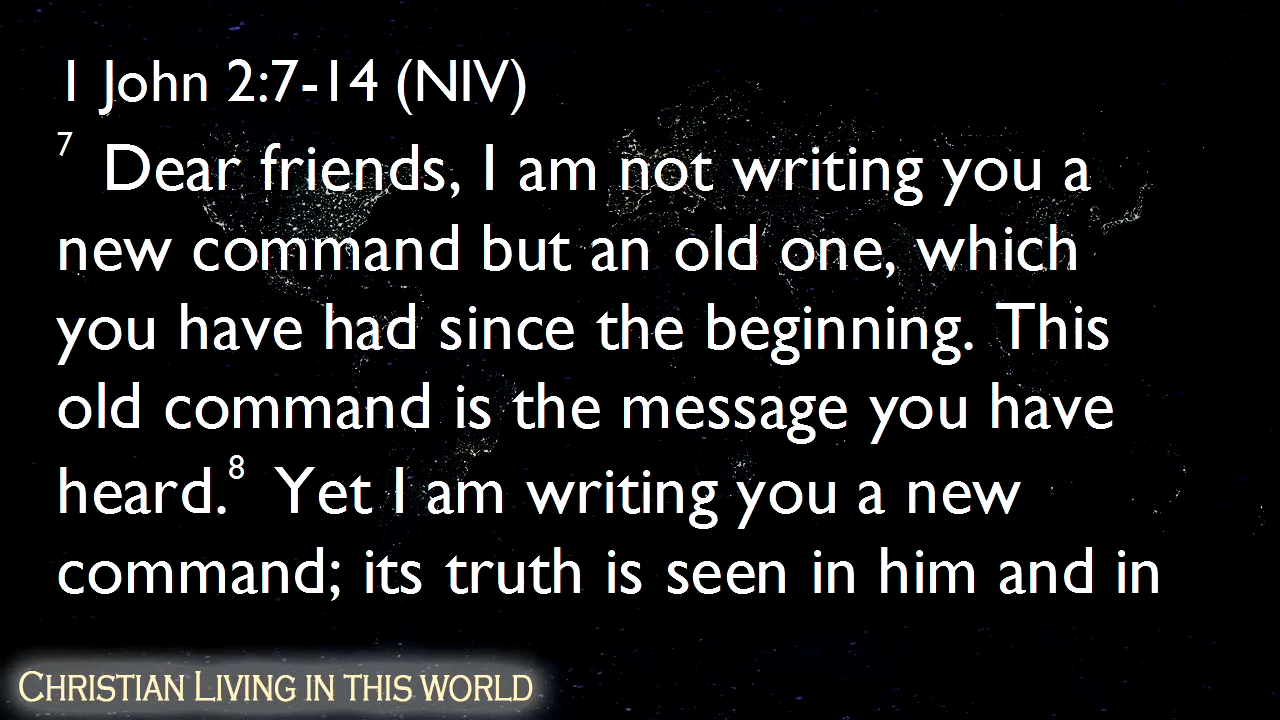 1 John 2:7-14 (NIV)
7 Dear friends, I am not writing you a
new command but an old one, which
you have had since the beginning. This
old command is the message you have
heard.8 Yet I am writing you a new
command; its truth is seen in him and in
Christian Living in this world